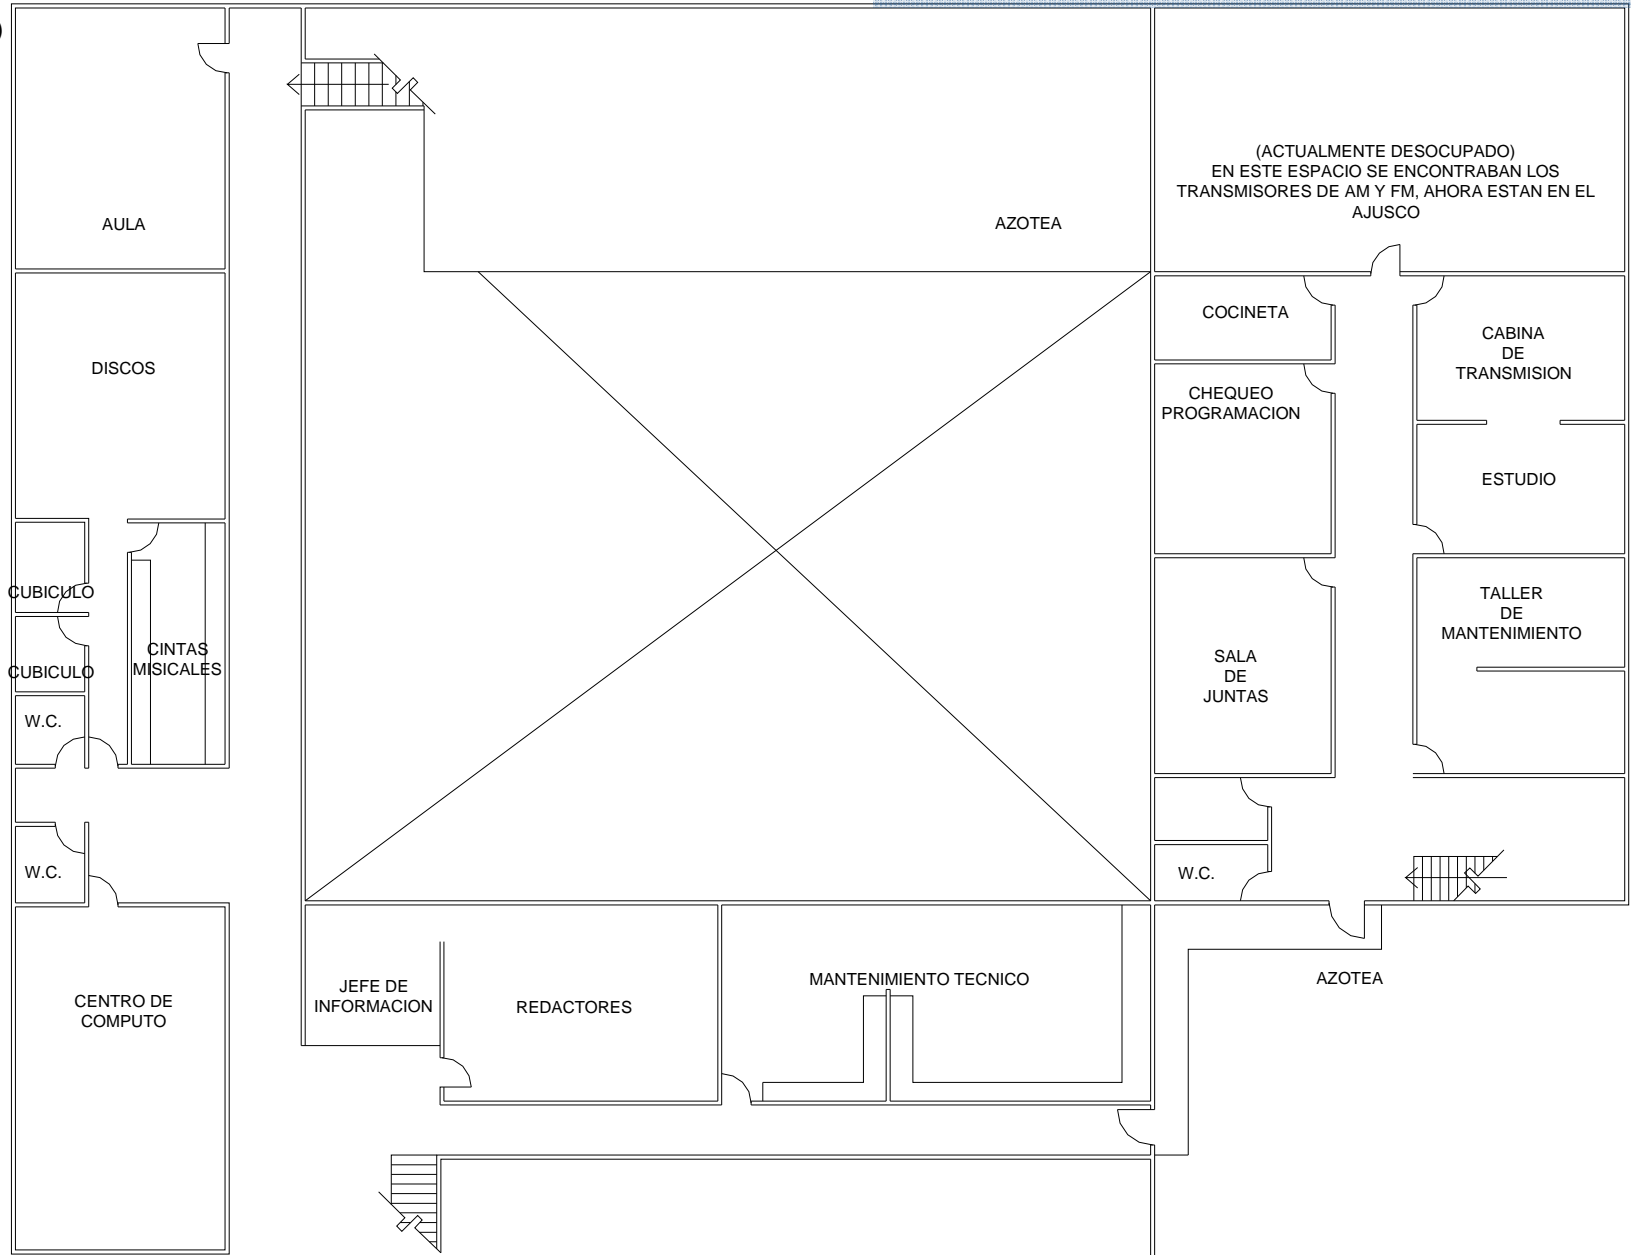 (ACTUALMENTE DESOCUPADO)
EN ESTE ESPACIO SE ENCONTRABAN LOS
TRANSMISORES DE AM Y FM, AHORA ESTAN EN EL
AJUSCO
AULA
AZOTEA
COCINETA
CABINA
DE
TRANSMISION
DISCOS
CHEQUEO
PROGRAMACION
ESTUDIO
CUBICULO
TALLER
DE
MANTENIMIENTO
CINTAS
MISICALES
CUBICULO
SALA
DE
JUNTAS
W.C.
W.C.
W.C.
JEFE DE
INFORMACION
REDACTORES
MANTENIMIENTO TECNICO
AZOTEA
CENTRO DE
COMPUTO